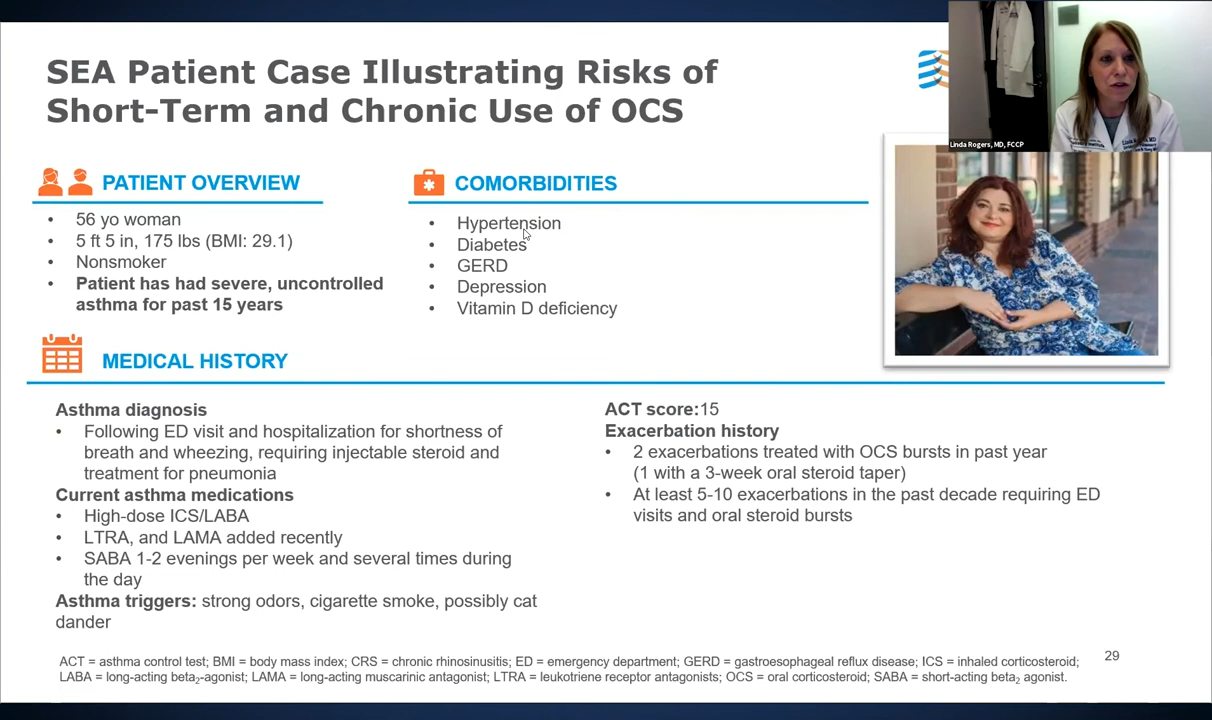 SEA Patient Case Illustrating Risks of
Short-Term and Chronic Use of OCS
Linda Rogers, MD, FCCP
PATIENT OVERVIEW
• 56 yo woman
• 5 ft 5 in, 175 lbs (BMI: 29.1)
• Nonsmoker
• Patient has had severe, uncontrolled
asthma for past 15 years
COMORBIDITIES
• Hypertension
• Diabetes
• GERD
• Depression
• Vitamin D deficiency
MEDICAL HISTORY
Asthma diagnosis
• Following ED visit and hospitalization for shortness of
breath and wheezing, requiring injectable steroid and
treatment for pneumonia
Current asthma medications
• High-dose ICS/LABA
• LTRA, and LAMA added recently
• SABA 1-2 evenings per week and several times during
the day
Asthma triggers: strong odors, cigarette smoke, possibly cat
dander
ACT score:15
Exacerbation history
• 2 exacerbations treated with OCS bursts in past year
(1 with a 3-week oral steroid taper)
• At least 5-10 exacerbations in the past decade requiring ED
visits and oral steroid bursts
ACT = asthma control test; BMI = body mass index; CRS = chronic rhinosinusitis; ED = emergency department; GERD = gastroesophageal reflux disease; ICS = inhaled corticosteroid;
LABA = long-acting beta2-agonist; LAMA = long-acting muscarinic antagonist; LTRA = leukotriene receptor antagonists; OCS = oral corticosteroid; SABA = short-acting beta2 agonist.
29